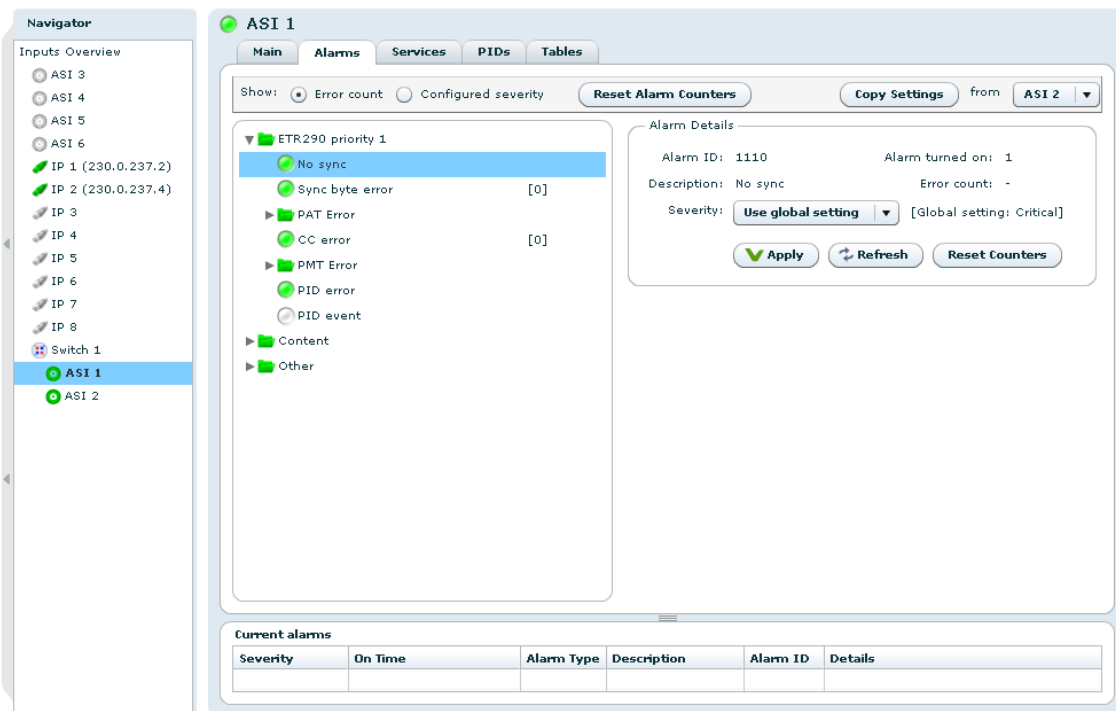 Navigator
Inputs Overview
ASI 3
ASI 4
ASI 5
ASI 6
IP 1 (230.0.237.2)
IP 2 (230.0.237.4)
IP 3
IP 4
IP 5
IP 6
IP 7
IP 8
Switch 1
ASI 1
ASI 2
ASI 1
Main Alarms Services PIDs Tables
Show: Error count Configured severity Reset Alarm Counters Copy Settings from ASI 2
ETR290 priority 1
No sync
Sync byte error [0]
PAT Error
CC error [0]
PMT Error
PID error
PID event
Content
Other
Alarm Details
Alarm ID: 1110 Alarm turned on: 1
Description: No sync Error count: -
Severity: Use global setting [Global setting: Critical]
Apply Refresh Reset Counters
Current alarms
Severity On Time Alarm Type Description Alarm ID Details